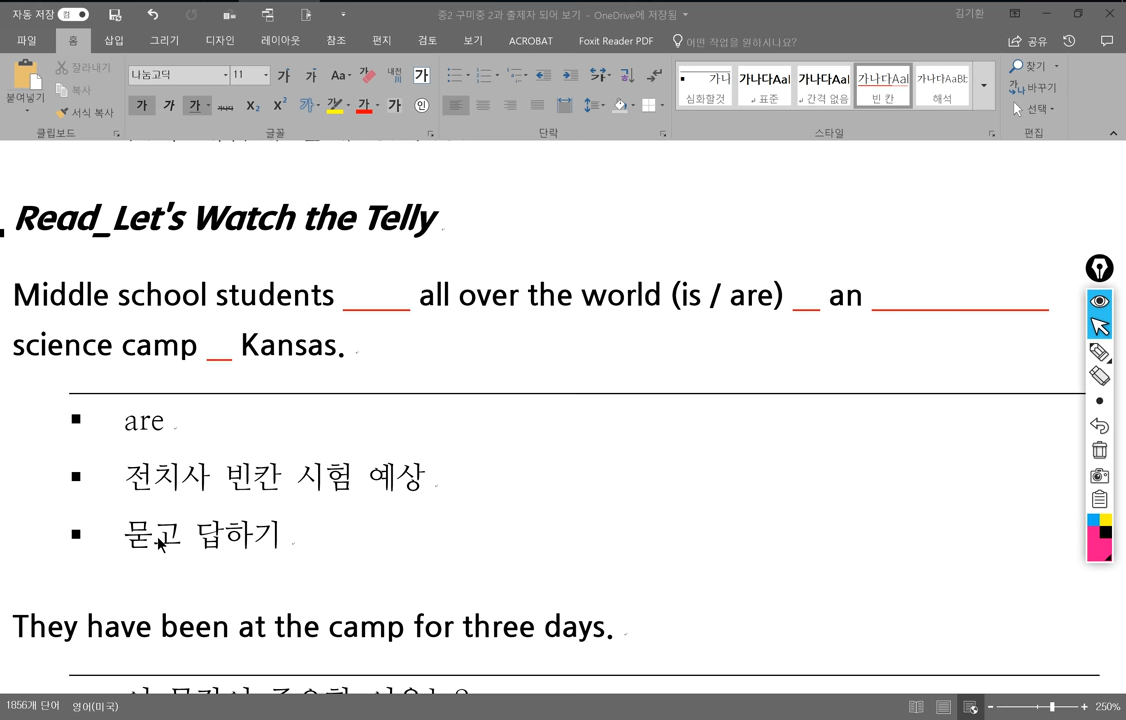 자동 저장 켬
중2 구미중 2과 출제자 되어 보기 - OneDrive에 저장됨
김기환
파일 홈 삽입 그리기 디자인 레이아웃 참조 편지 검토 보기 ACROBAT Foxit Reader PDF 어떤 작업을 원하시나요? 공유
붙여넣기
잘라내기
복사
서식 복사
나눔고딕 11
가나
심화할것
가나다AaI
표준
가나다AaI
간격 없음
가나다AaI
빈 칸
가나다AaBb
해석
찾기
바꾸기
선택
클립보드 글꼴 단락 스타일 편집
Read_Let's Watch the Telly
Middle school students _____ all over the world (is / are) __ an _____________
science camp __ Kansas.
are
전치사 빈칸 시험 예상
묻고 답하기
They have been at the camp for three days.
1856개 단어 영어(미국) 250%